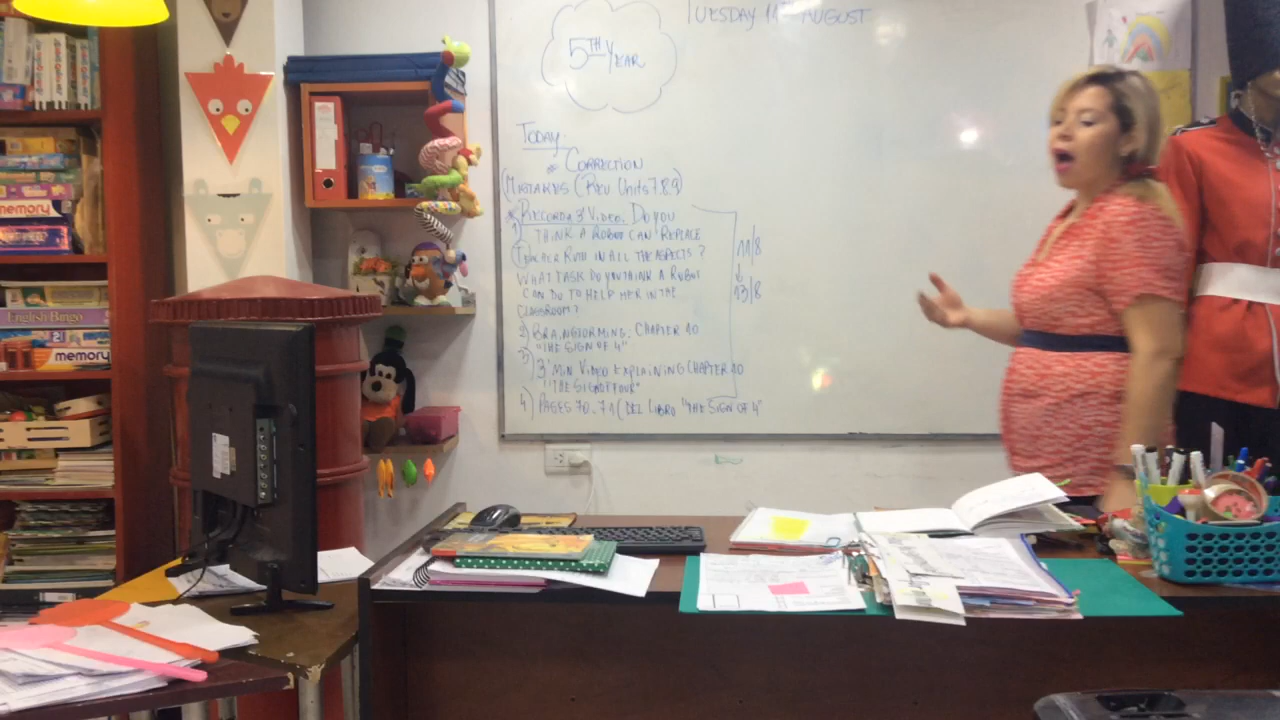 TUESDAY 11TH AUGUST
5TH YEAR
TODAY:
* CORRECTION
MISTAKES (REV UNITS 7.8.9)
* RECORD A 3' VIDEO. DO YOU
1) THINK A ROBOT CAN REPLACE
TEACHER RUTH IN ALL THE ASPECTS?
WHAT TASK DO YOU THINK A ROBOT
CAN DO TO HELP HER IN THE
CLASSROOM?
11/8
13/8
2) BRAINSTORMING. CHAPTER 10
"THE SIGN OF 4"
3) 3' MIN VIDEO EXPLAINING CHAPTER 10
"THE SIGN OF FOUR"
4) PAGES 70-71 (DEL LIBRO "THE SIGN OF 4"
memory
English Bingo
memory